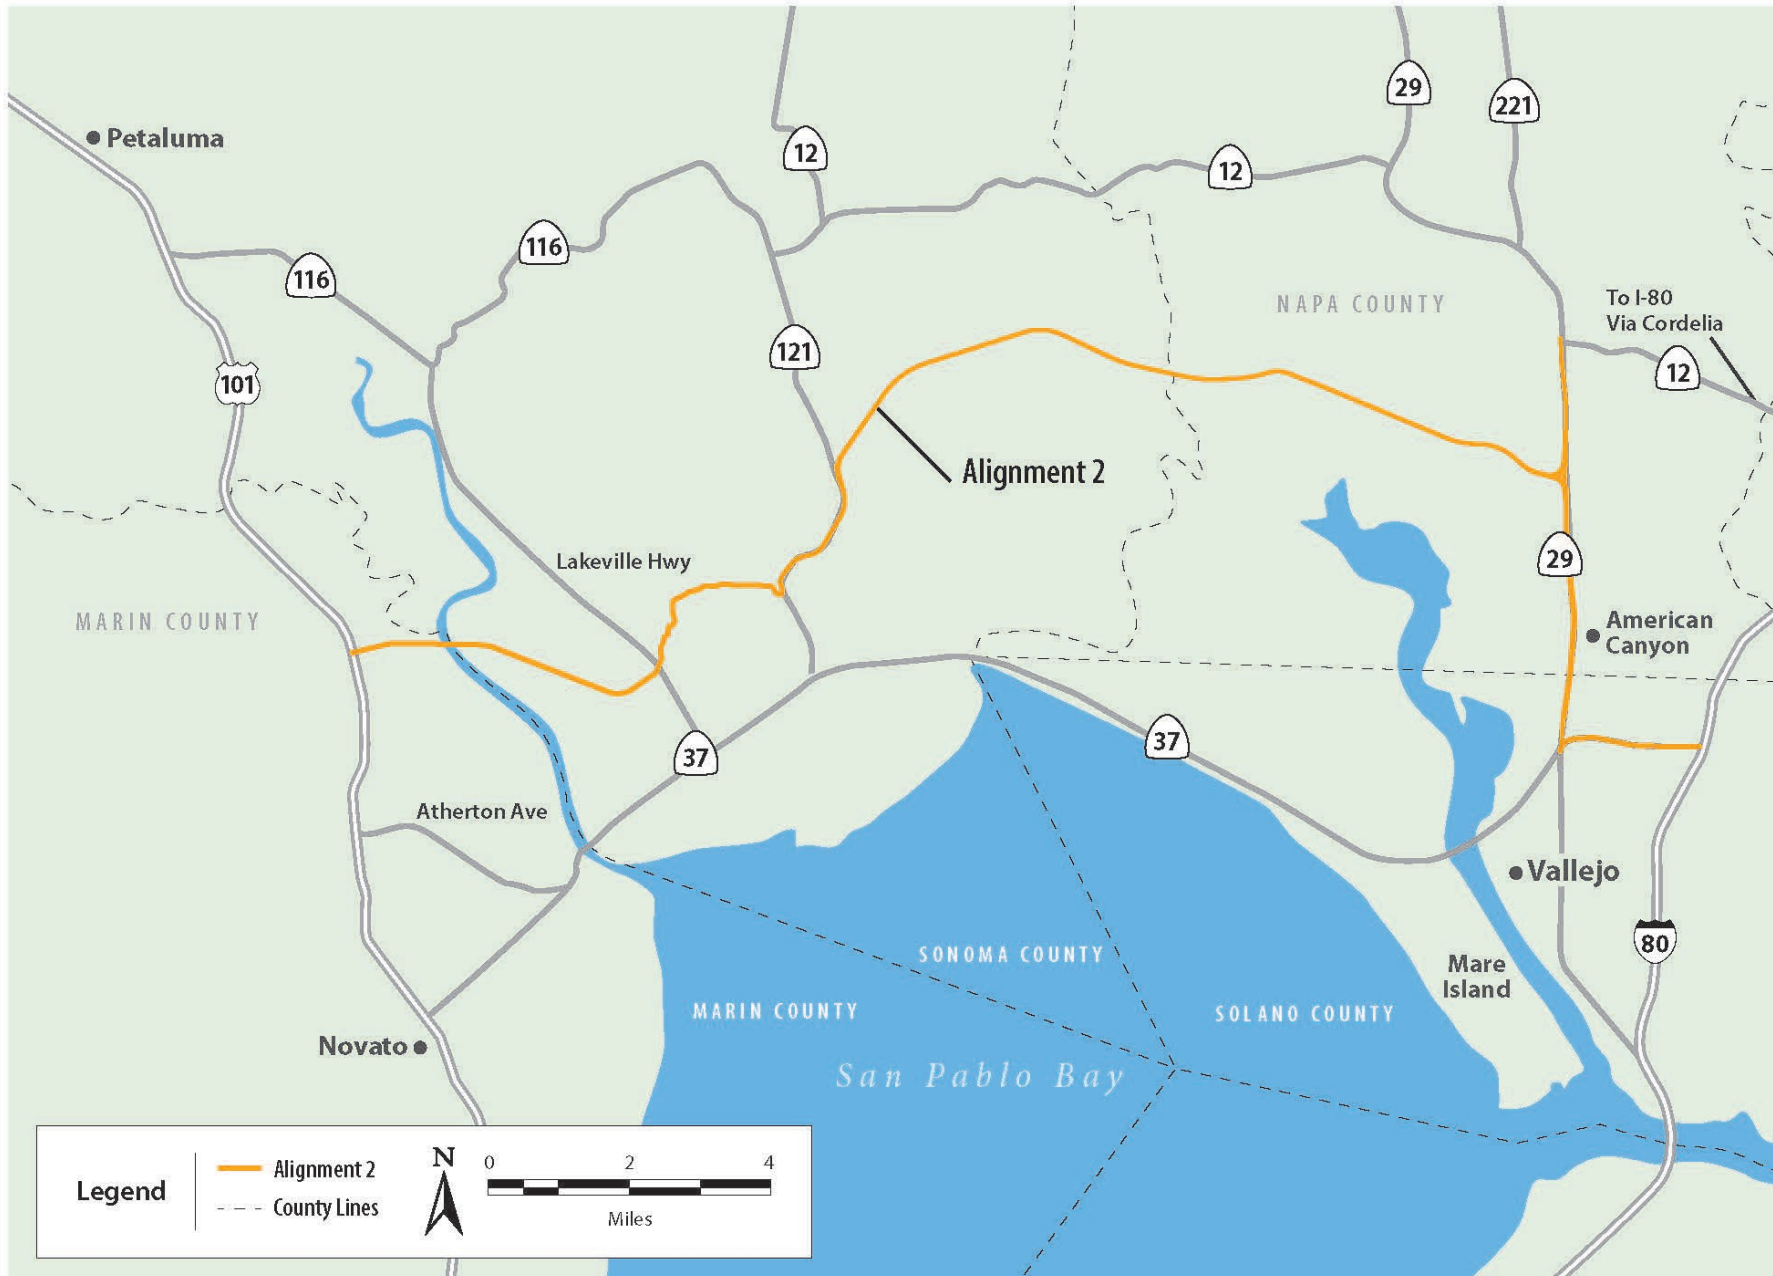 29
221
Petaluma
12
12
116
116
NAPA COUNTY
To I-80
Via Cordelia
121
12
101
Alignment 2
Lakeville Hwy
29
MARIN COUNTY
American
Canyon
37
37
Atherton Ave
Vallejo
80
SONOMA COUNTY
Mare
Island
MARIN COUNTY
SOLANO COUNTY
Novato
San Pablo Bay
Legend
Alignment 2
County Lines
N
0 2 4
Miles